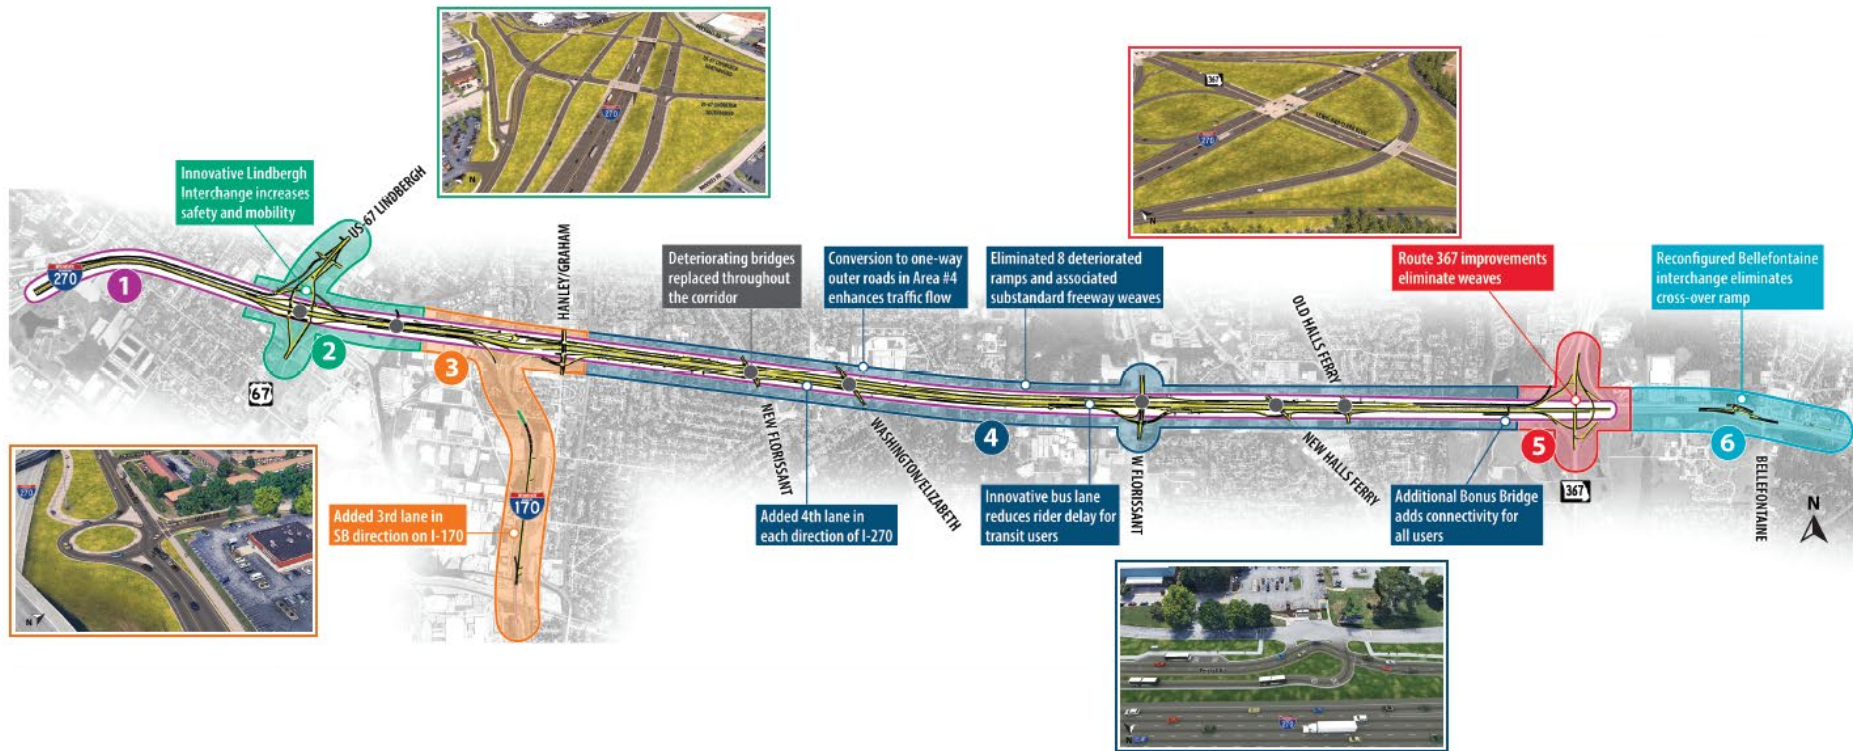 Innovative Lindbergh
Interchange increases
safety and mobility
US-67 LINDBERGH
270
N
367
270
N
270
1
2
67
3
HANLEY/GRAHAM
Deteriorating bridges
replaced throughout
the corridor
Conversion to one-way
outer roads in Area #4
enhances traffic flow
Eliminated 8 deteriorated
ramps and associated
substandard freeway weaves
OLD HALLS FERRY
Route 367 improvements
eliminate weaves
Reconfigured Bellefontaine
interchange eliminates
cross-over ramp
NEW FLORISSANT
WASHINGTON/ELIZABETH
4
W FLORISSANT
NEW HALLS FERRY
5
367
6
BELLEFONTAINE
N
270
N
Added 3rd lane in
SB direction on I-170
170
Added 4th lane in
each direction of I-270
Innovative bus lane
reduces rider delay for
transit users
Additional Bonus Bridge
adds connectivity for
all users
270
N